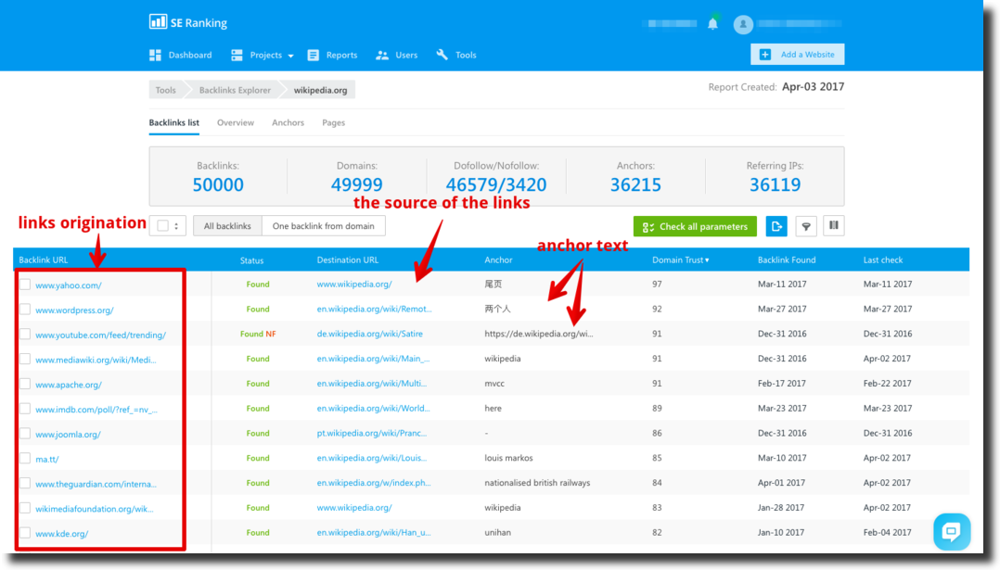 SE Ranking
Dashboard Projects Reports Users Tools
Add a Website
Tools Backlinks Explorer wikipedia.org
Report Created: Apr-03 2017
Backlinks list Overview Anchors Pages
Backlinks: Domains: Dofollow/Nofollow: Anchors: Referring IPs:
50000 49999 46579/3420 36215 36119
the source of the links
links origination
All backlinks One backlink from domain
Check all parameters
anchor text
Backlink URL Status Destination URL Anchor Domain Trust Backlink Found Last check
www.yahoo.com/ Found www.wikipedia.org/ 尾页 97 Mar-11 2017 Mar-11 2017
www.wordpress.org/ Found en.wikipedia.org/wiki/Remot... 两个人 92 Mar-27 2017 Mar-27 2017
www.youtube.com/feed/trending/ Found NF de.wikipedia.org/wiki/Satire https://de.wikipedia.org/wi... 91 Dec-31 2016 Dec-31 2016
www.mediawiki.org/wiki/Medi... Found en.wikipedia.org/wiki/Main_... wikipedia 91 Dec-31 2016 Apr-02 2017
www.apache.org/ Found en.wikipedia.org/wiki/Multi... mvcc 91 Feb-17 2017 Feb-22 2017
www.imdb.com/poll/?ref_=nv_... Found en.wikipedia.org/wiki/World... here 89 Mar-23 2017 Mar-23 2017
www.joomla.org/ Found pt.wikipedia.org/wiki/Pranc... - 86 Dec-31 2016 Dec-31 2016
ma.tt/ Found en.wikipedia.org/wiki/Louis... louis markos 85 Mar-10 2017 Apr-02 2017
www.theguardian.com/interna... Found en.wikipedia.org/w/index.ph... nationalised british railways 84 Apr-01 2017 Apr-02 2017
wikimediafoundation.org/wik... Found www.wikipedia.org/ wikipedia 83 Jan-28 2017 Apr-02 2017
www.kde.org/ Found en.wikipedia.org/wiki/Han_u... unihan 82 Jan-10 2017 Feb-04 2017